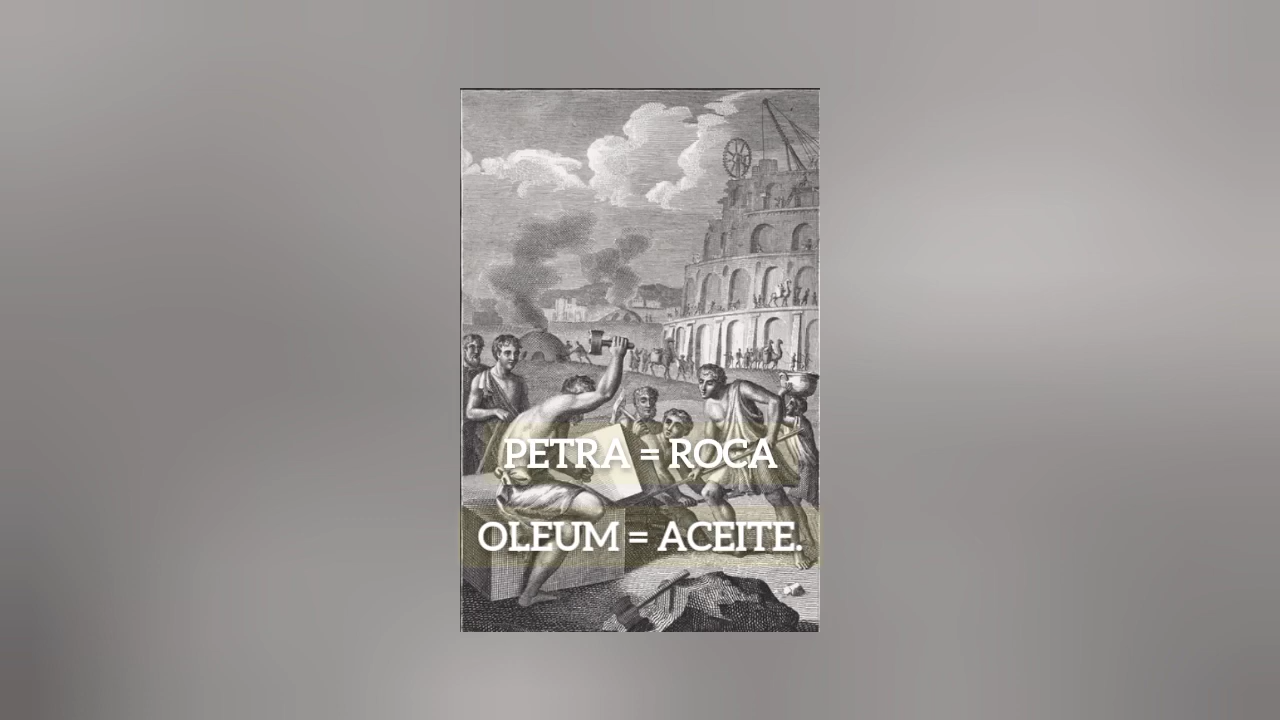 PETRA = ROCA
OLEUM = ACEITE.